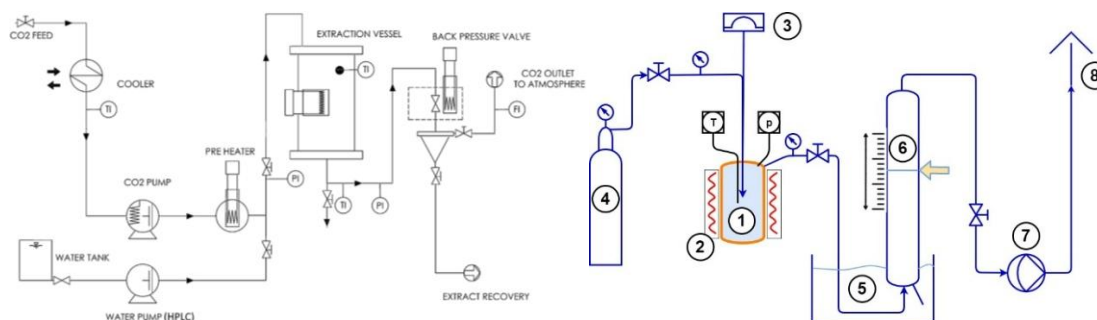 CO2 FEED
COOLER
TI
PRE HEATER
CO2 PUMP
WATER TANK
WATER PUMP (HPLC)
PI
EXTRACTION VESSEL
TI
TI
PI
BACK PRESSURE VALVE
CO2 OUTLET
TO ATMOSPHERE
FI
EXTRACT RECOVERY
3
8
T
p
6
4
1
2
7
5